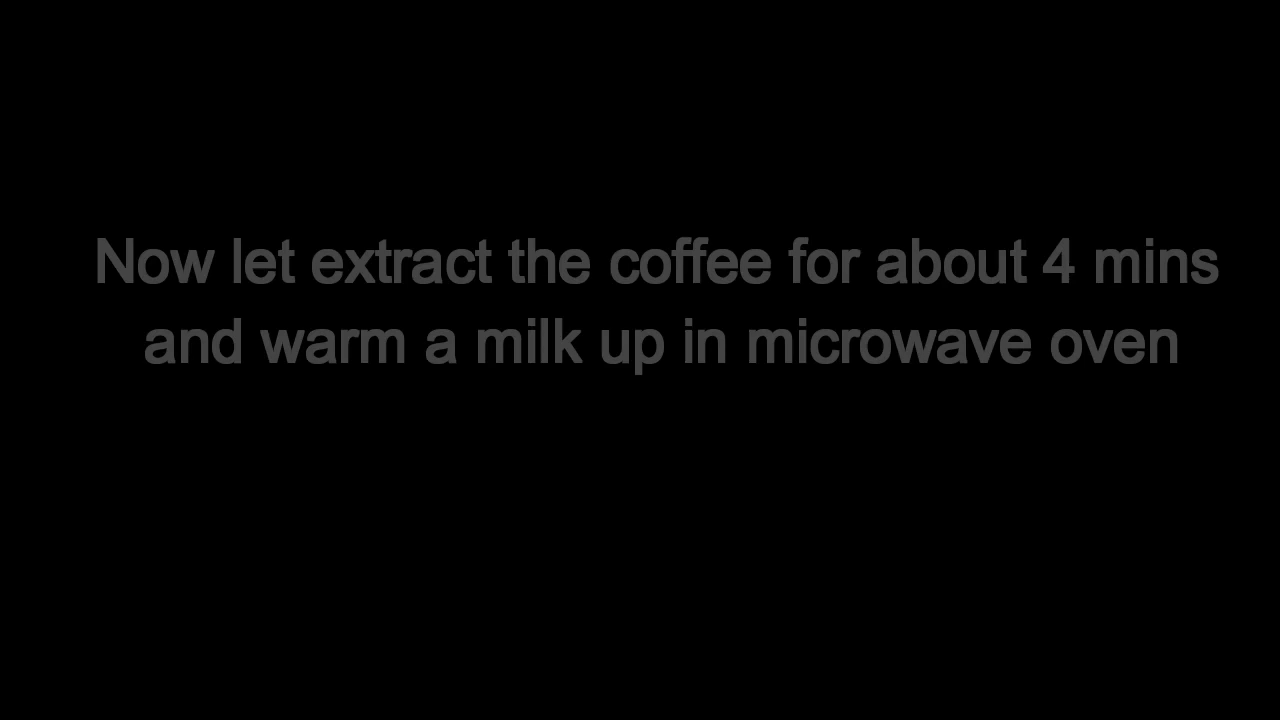 Now let extract the coffee for about 4 mins
and warm a milk up in microwave oven